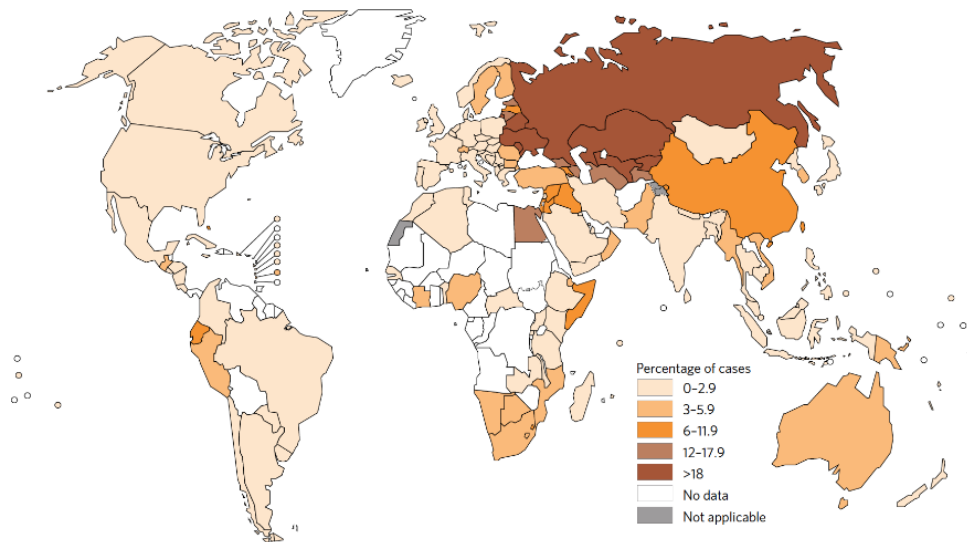 Percentage of cases
0–2.9
3–5.9
6–11.9
12–17.9
>18
No data
Not applicable